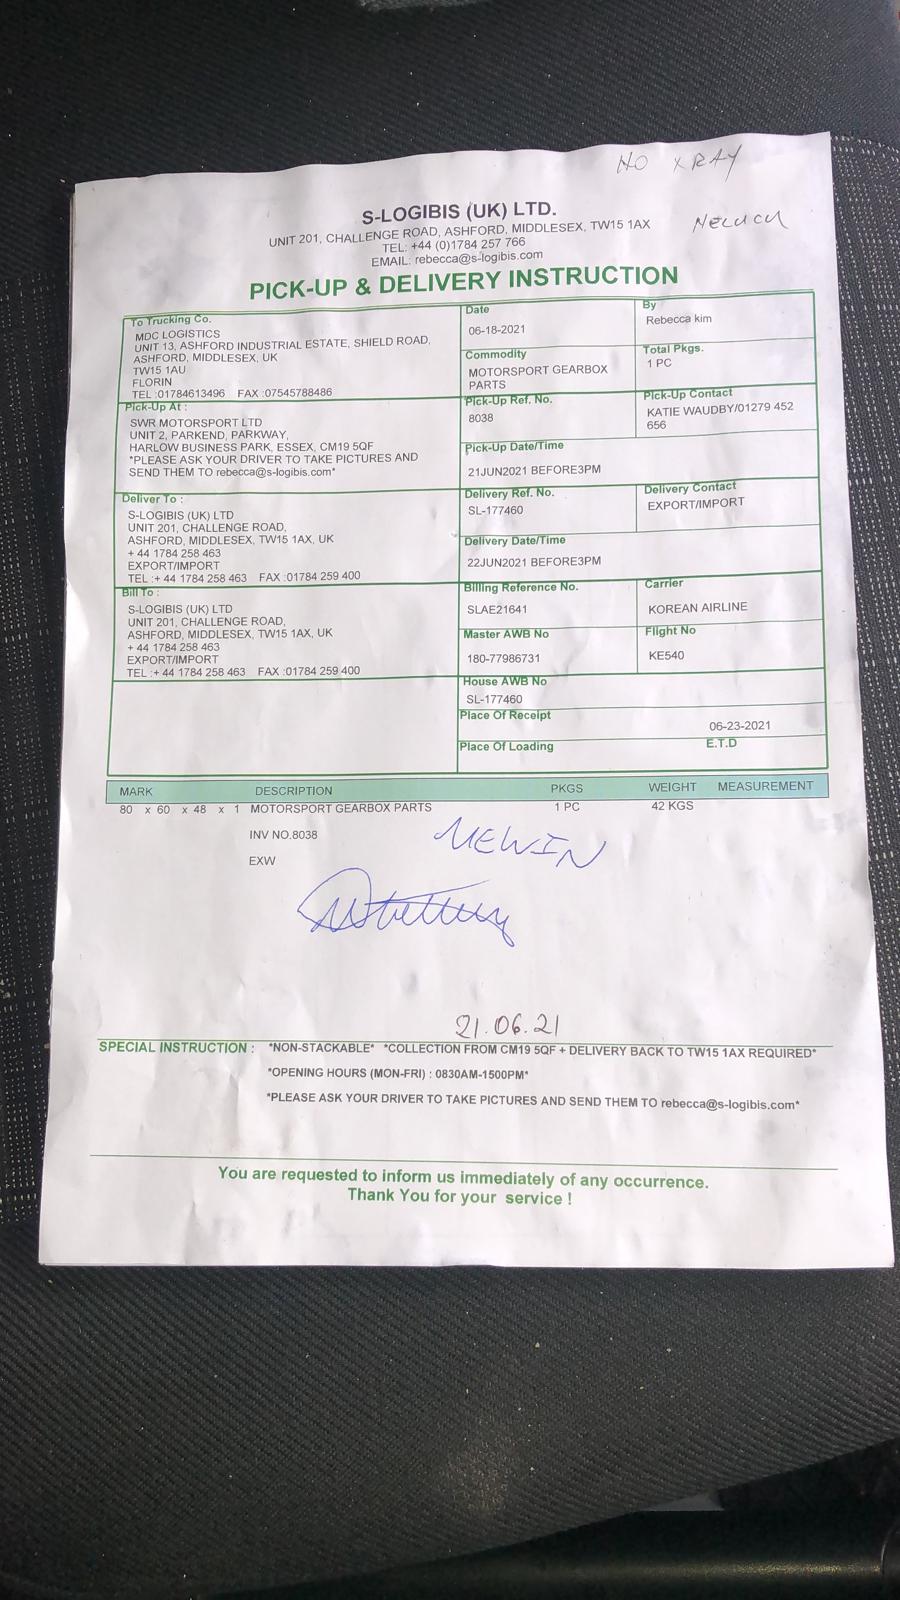 NO XRAY
S-LOGIBIS (UK) LTD.
UNIT 201, CHALLENGE ROAD, ASHFORD, MIDDLESEX, TW15 1AX
TEL: +44 (0)1784 257 766
EMAIL: rebecca@s-logibis.com
PICK-UP & DELIVERY INSTRUCTION
To Trucking Co.
MDC LOGISTICS
UNIT 13, ASHFORD INDUSTRIAL ESTATE, SHIELD ROAD,
ASHFORD, MIDDLESEX, UK
TW15 1AU
FLORIN
TEL :01784613496 FAX :07545788486
Date
06-18-2021
By
Rebecca kim
Commodity
MOTORSPORT GEARBOX
PARTS
Total Pkgs.
1 PC
Pick-Up At :
SWR MOTORSPORT LTD
UNIT 2, PARKEND, PARKWAY,
HARLOW BUSINESS PARK, ESSEX, CM19 5QF
*PLEASE ASK YOUR DRIVER TO TAKE PICTURES AND
SEND THEM TO rebecca@s-logibis.com*
Pick-Up Ref. No.
8038
Pick-Up Contact
KATIE WAUDBY/01279 452
656
Pick-Up Date/Time
21JUN2021 BEFORE3PM
Deliver To :
S-LOGIBIS (UK) LTD
UNIT 201, CHALLENGE ROAD,
ASHFORD, MIDDLESEX, TW15 1AX, UK
+ 44 1784 258 463
EXPORT/IMPORT
TEL :+ 44 1784 258 463 FAX :01784 259 400
Delivery Ref. No.
SL-177460
Delivery Contact
EXPORT/IMPORT
Delivery Date/Time
22JUN2021 BEFORE3PM
Bill To :
S-LOGIBIS (UK) LTD
UNIT 201, CHALLENGE ROAD,
ASHFORD, MIDDLESEX, TW15 1AX, UK
+ 44 1784 258 463
EXPORT/IMPORT
TEL :+ 44 1784 258 463 FAX :01784 259 400
Billing Reference No.
SLAE21641
Carrier
KOREAN AIRLINE
Master AWB No
180-77986731
Flight No
KE540
House AWB No
SL-177460
Place Of Receipt
06-23-2021
Place Of Loading
E.T.D
MARK DESCRIPTION PKGS WEIGHT MEASUREMENT
80 x 60 x 48 x 1 MOTORSPORT GEARBOX PARTS 1 PC 42 KGS
INV NO.8038
EXW
21.06.21
SPECIAL INSTRUCTION : *NON-STACKABLE* *COLLECTION FROM CM19 5QF + DELIVERY BACK TO TW15 1AX REQUIRED*
*OPENING HOURS (MON-FRI) : 0830AM-1500PM*
*PLEASE ASK YOUR DRIVER TO TAKE PICTURES AND SEND THEM TO rebecca@s-logibis.com*
You are requested to inform us immediately of any occurrence.
Thank You for your service !